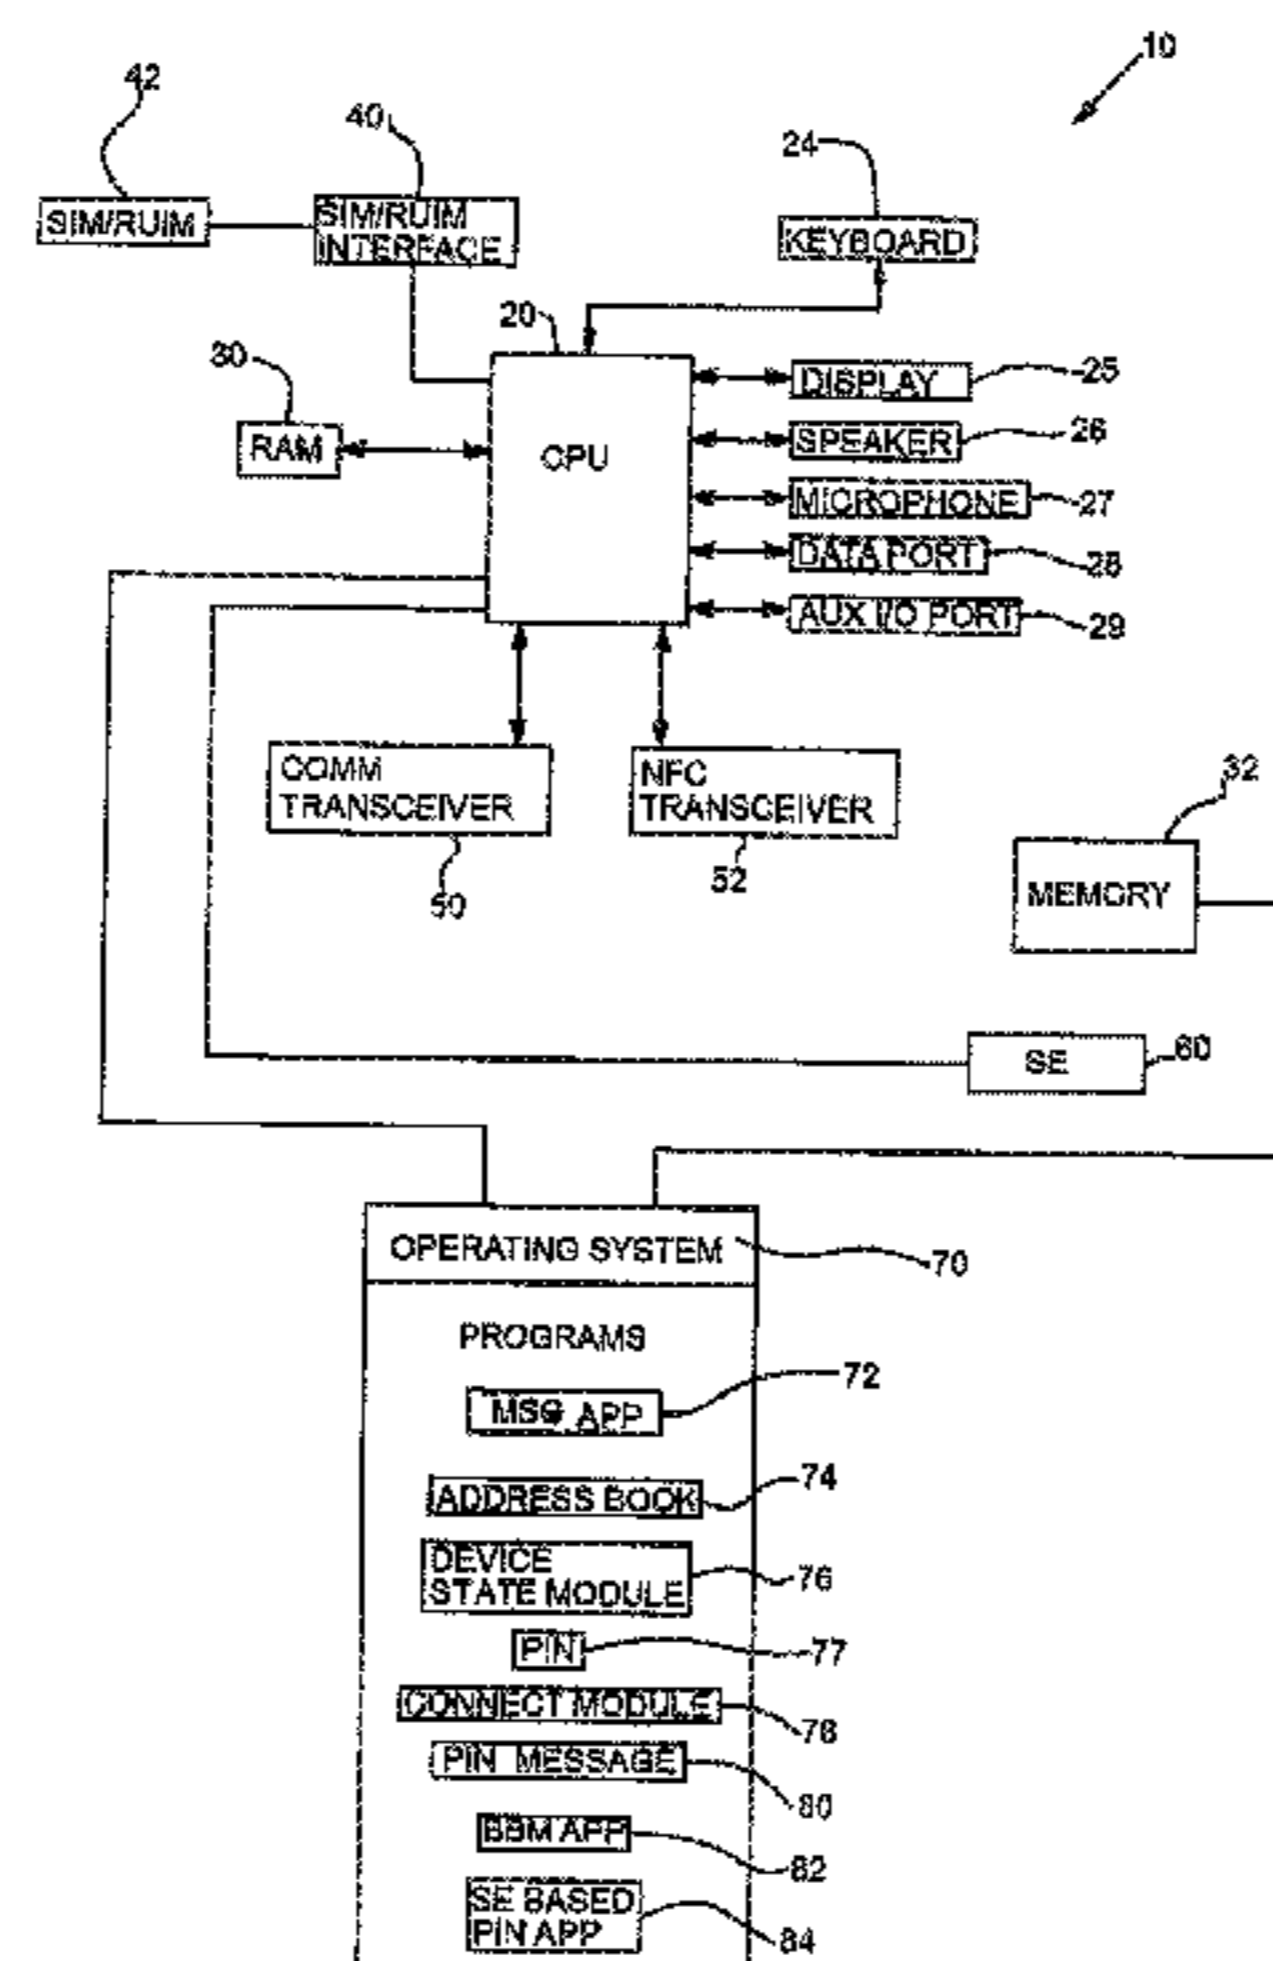 10
42
40
24
SIM/RUIM
SIM/RUIM
INTERFACE
KEYBOARD
20
30
RAM
CPU
DISPLAY
25
SPEAKER
26
MICROPHONE
27
DATA PORT
28
AUX I/O PORT
29
COMM
TRANSCEIVER
50
NFC
TRANSCEIVER
52
32
MEMORY
SE
60
OPERATING SYSTEM
70
PROGRAMS
MSG APP
72
ADDRESS BOOK
74
DEVICE
STATE MODULE
76
PIN
77
CONNECT MODULE
78
PIN MESSAGE
80
BBM APP
82
SE BASED
PIN APP
84